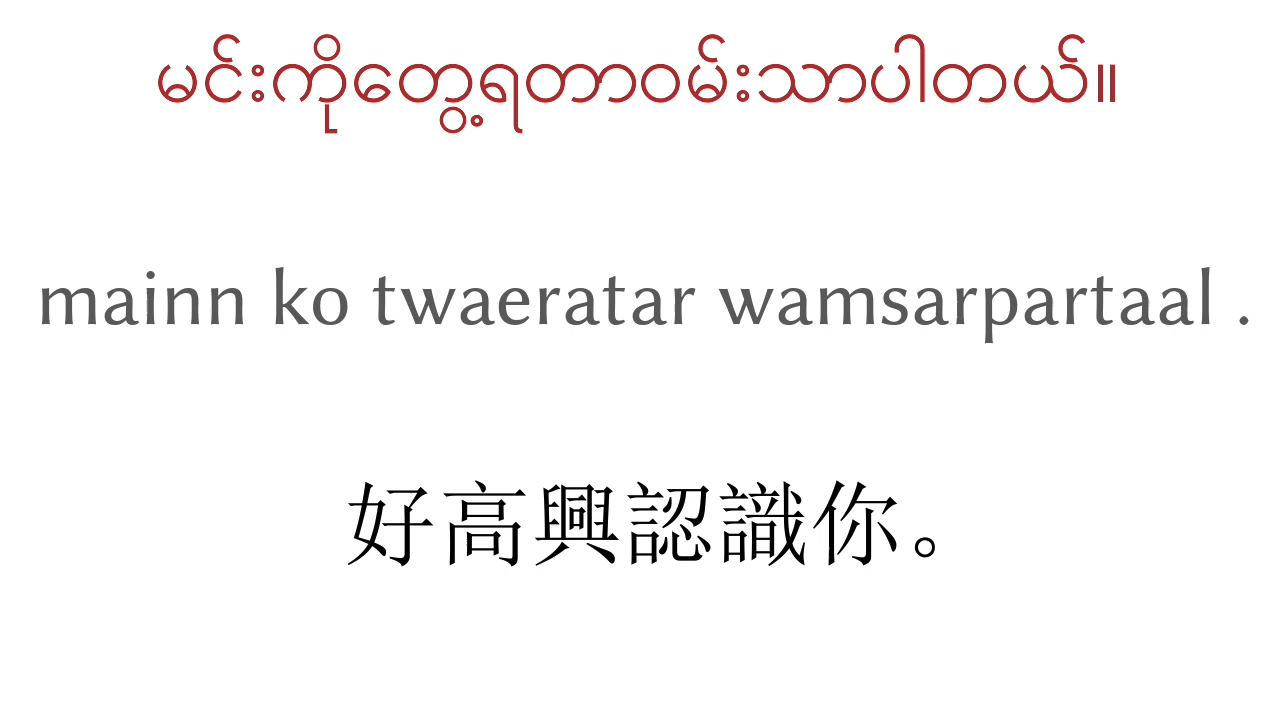 မင်းကိုတွေ့ရတာဝမ်းသာပါတယ်။
mainn ko twaeratar wamsarpartaal .
好高興認識你。